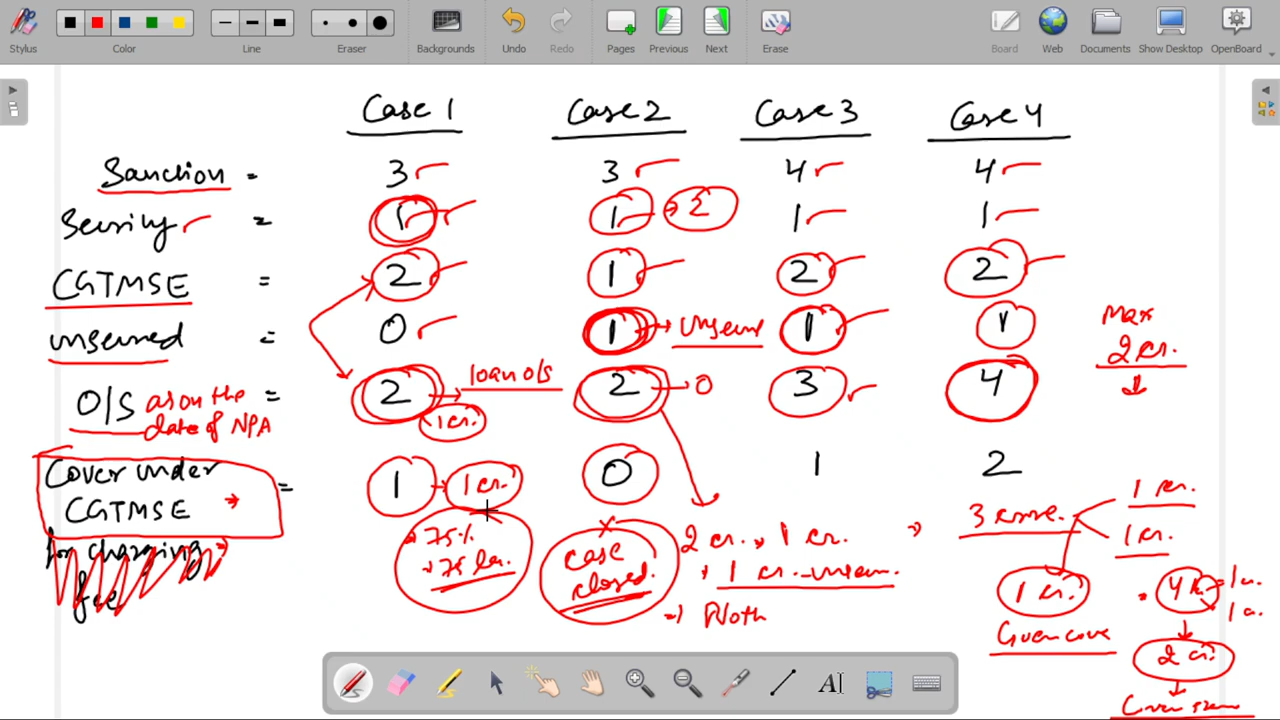 Stylus Color Line Eraser Backgrounds Undo Redo Pages Previous Next Erase Board Web Documents Show Desktop OpenBoard
Case 1 Case 2 Case 3 Case 4
Sanction = 3 3 4 4
Security = 1 1 → 2 1 1
CGTMSE = 2 1 2 2
unsecured = 0 1 → unsecur 1 1
Max
2 cr.
O/S as on the date of NPA = 2 2 → 0 3 4
loan o/s
1 cr.
Cover under
CGTMSE → = 1 → 1 cr. 0 1 2
for charging
fee
75%
75 lac.
case
closed.
2 cr. 1 cr.
1 cr. - unsecu.
Noth
3 crore. 1 cr.
1 cr.
1 cr.
Given cove
4 1 cr.
1 cr.
2 cr.
A